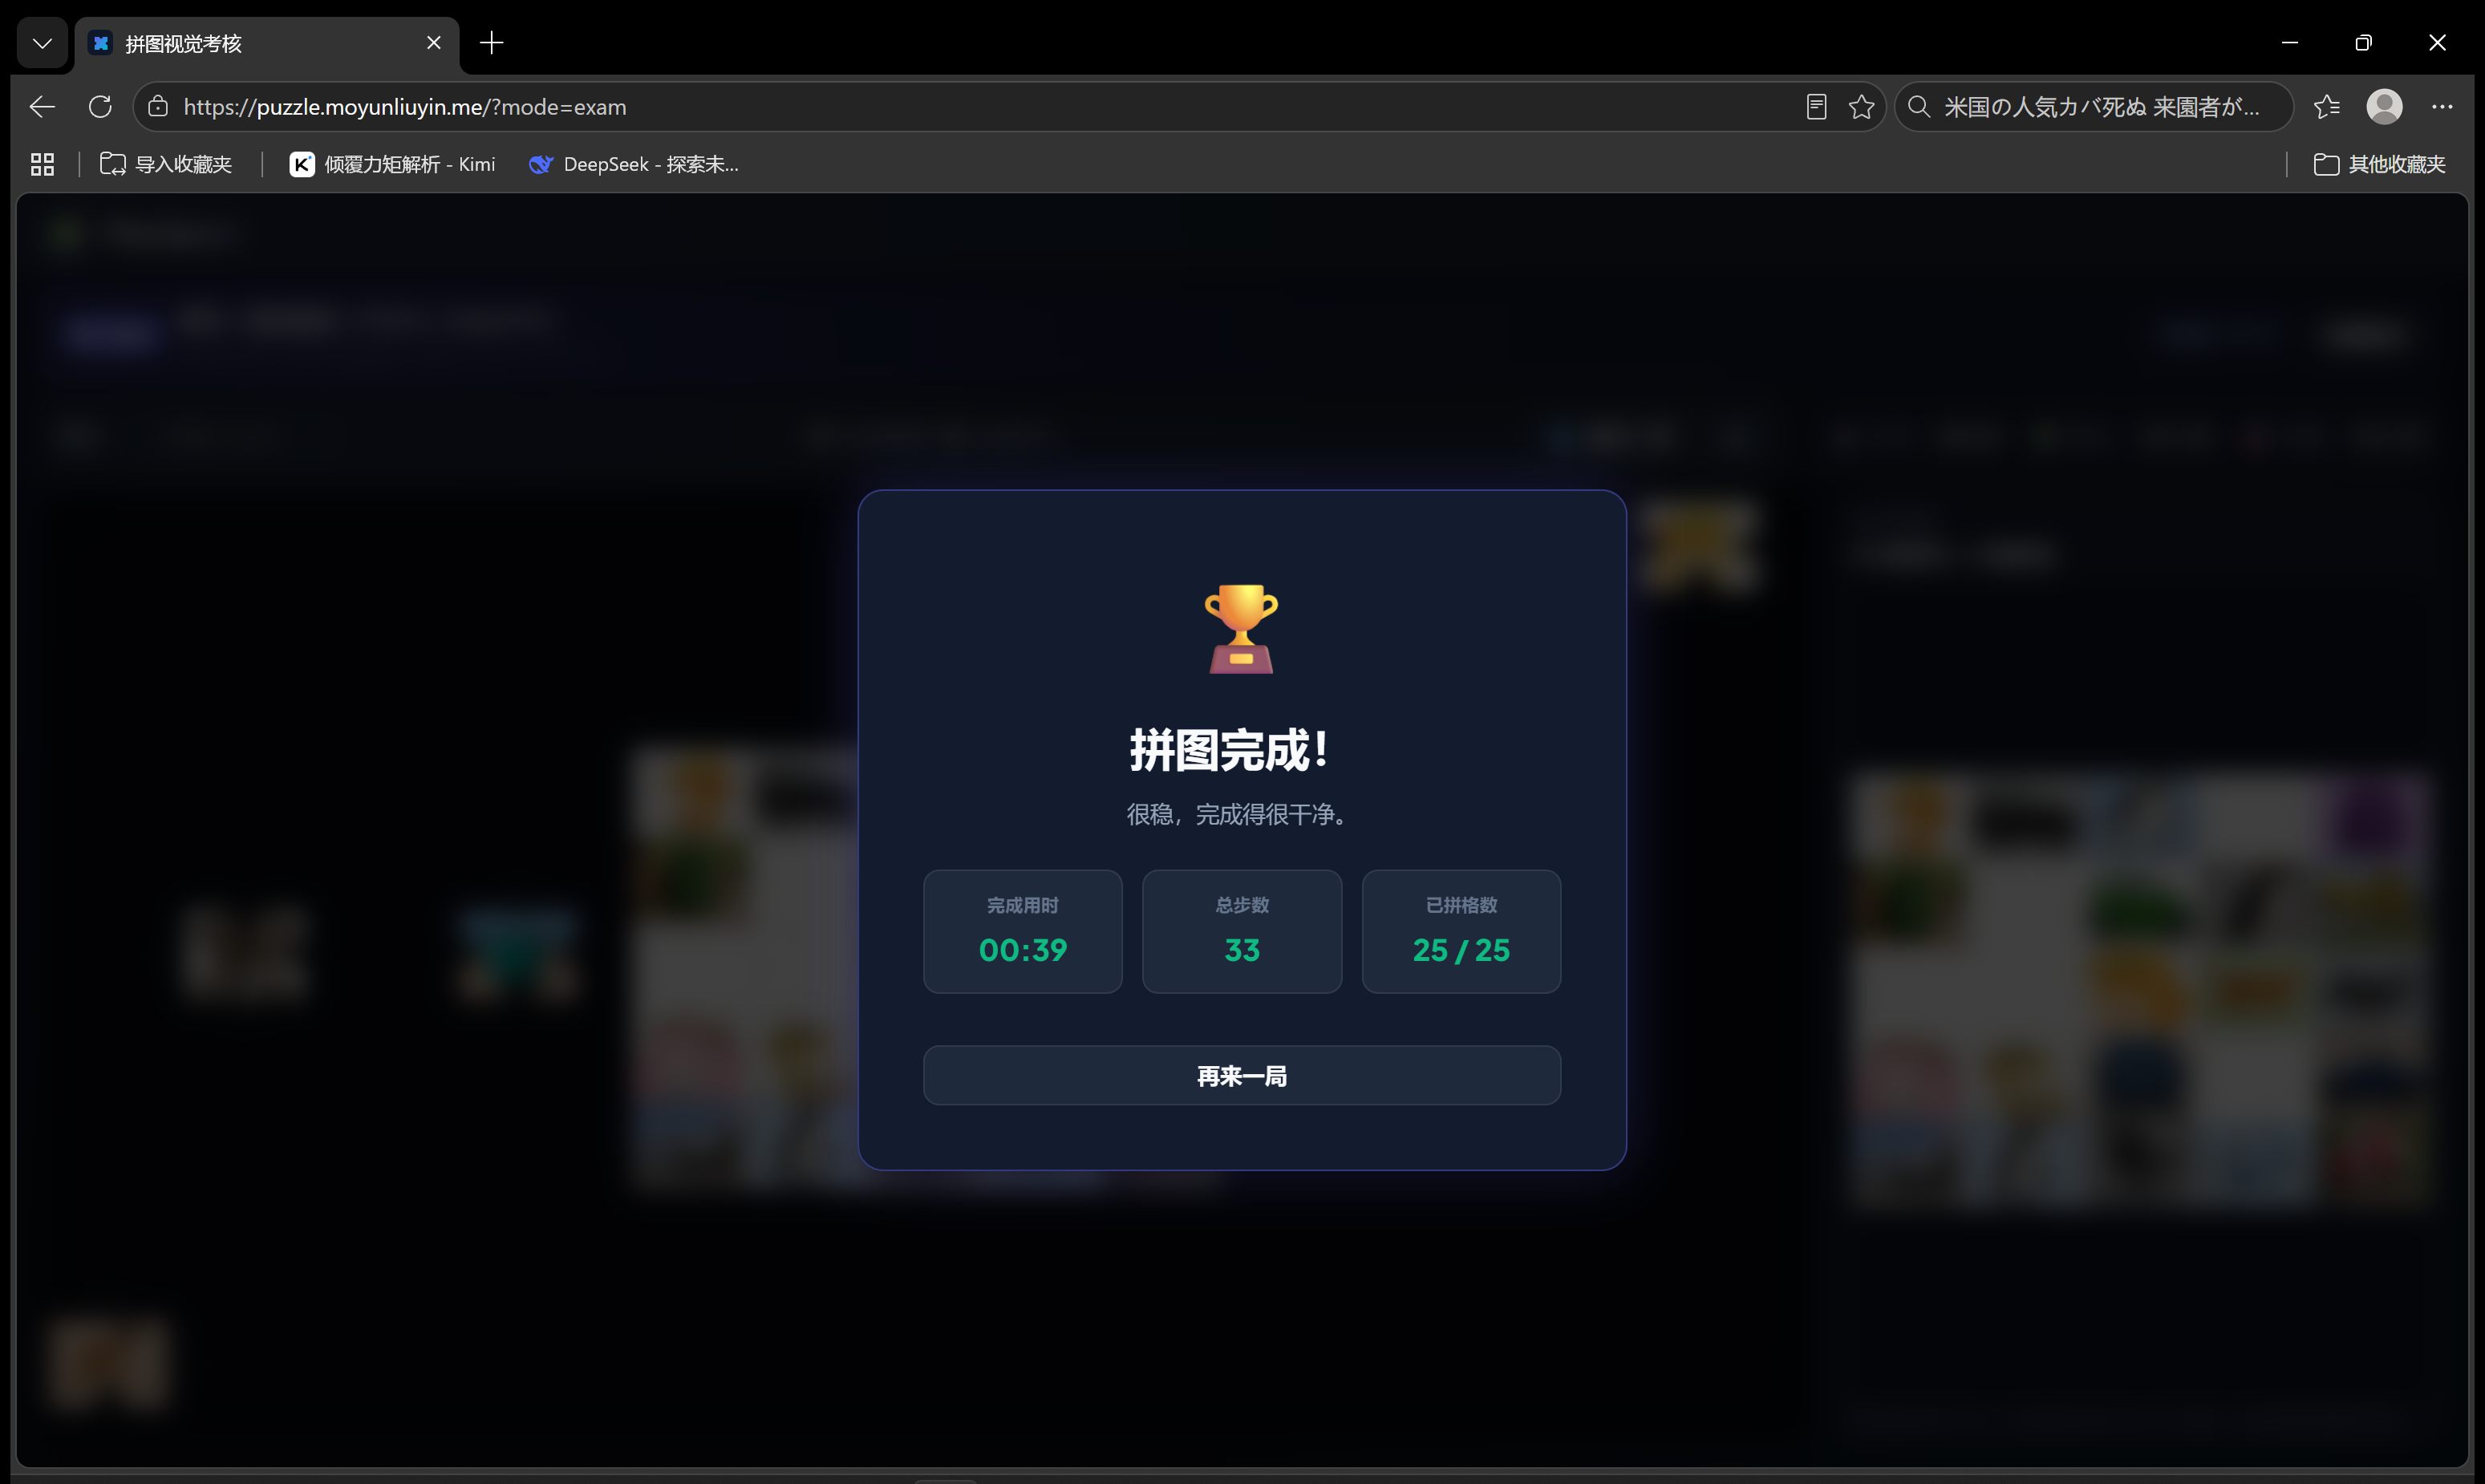 拼图视觉考核
https://puzzle.moyunliuyin.me/?mode=exam
米国の人気カバ死ぬ 来園者が...
导入收藏夹
倾覆力矩解析 - Kimi
DeepSeek - 探索未...
其他收藏夹
拼图完成！
很稳，完成得很干净。
完成用时
00:39
总步数
33
已拼格数
25 / 25
再来一局